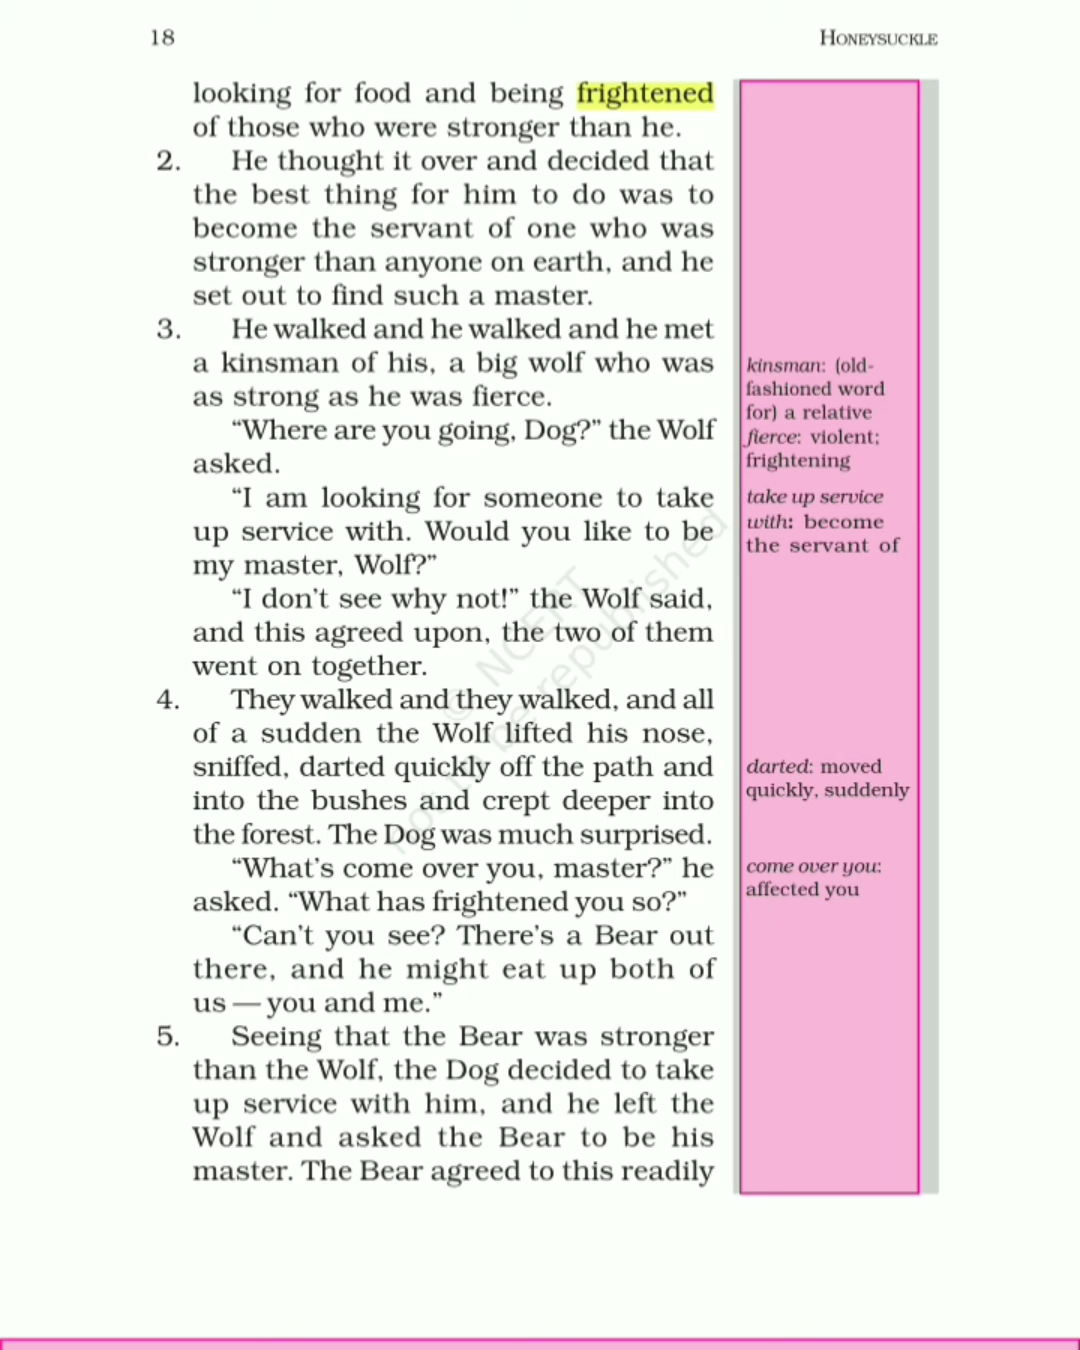 18
HONEYSUCKLE
looking for food and being frightened
of those who were stronger than he.
2. He thought it over and decided that
the best thing for him to do was to
become the servant of one who was
stronger than anyone on earth, and he
set out to find such a master.
3. He walked and he walked and he met
a kinsman of his, a big wolf who was
as strong as he was fierce.
“Where are you going, Dog?” the Wolf
asked.
“I am looking for someone to take
up service with. Would you like to be
my master, Wolf?”
“I don’t see why not!” the Wolf said,
and this agreed upon, the two of them
went on together.
4. They walked and they walked, and all
of a sudden the Wolf lifted his nose,
sniffed, darted quickly off the path and
into the bushes and crept deeper into
the forest. The Dog was much surprised.
“What’s come over you, master?” he
asked. “What has frightened you so?”
“Can’t you see? There’s a Bear out
there, and he might eat up both of
us — you and me.”
5. Seeing that the Bear was stronger
than the Wolf, the Dog decided to take
up service with him, and he left the
Wolf and asked the Bear to be his
master. The Bear agreed to this readily
kinsman: (old-
fashioned word
for) a relative
fierce: violent;
frightening
take up service
with: become
the servant of
darted: moved
quickly, suddenly
come over you:
affected you
© NCERT
not to be republished